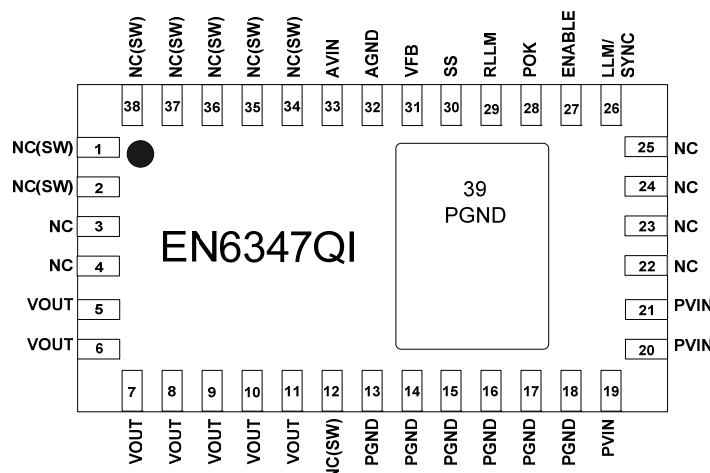 NC(SW)
NC(SW)
NC(SW)
NC(SW)
NC(SW)
AVIN
AGND
VFB
SS
RLLM
POK
ENABLE
LLM/
SYNC
38 37 36 35 34 33 32 31 30 29 28 27 26
NC(SW) 1
NC(SW) 2
NC 3
NC 4
VOUT 5
VOUT 6
EN6347QI
39
PGND
25 NC
24 NC
23 NC
22 NC
21 PVIN
20 PVIN
7 8 9 10 11 12 13 14 15 16 17 18 19
VOUT
VOUT
VOUT
VOUT
VOUT
NC(SW)
PGND
PGND
PGND
PGND
PGND
PGND
PVIN